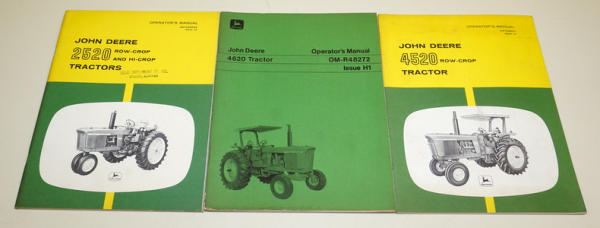 OPERATOR'S MANUAL
JOHN DEERE
2520 ROW-CROP
AND HI-CROP
TRACTORS
John Deere
4620 Tractor
Operator's Manual
OM-R48272
Issue H1
OPERATOR'S MANUAL
JOHN DEERE
4520 ROW-CROP
TRACTOR